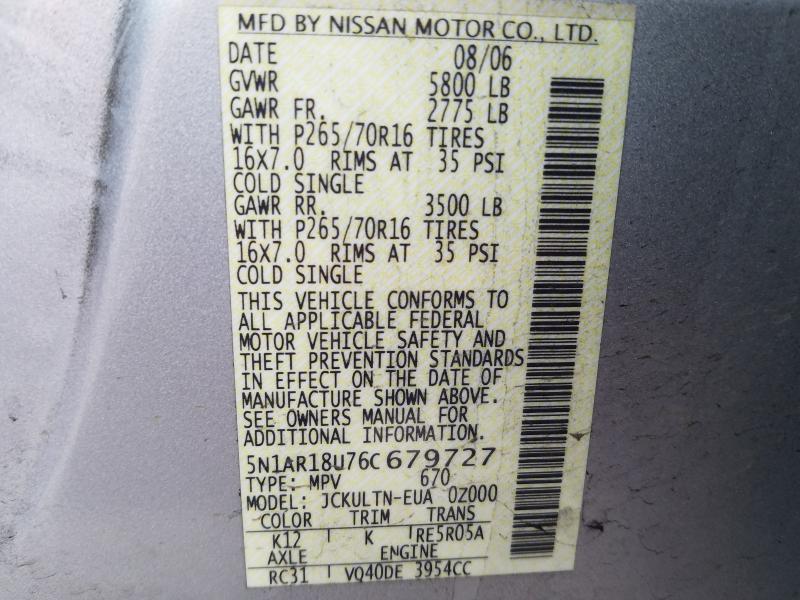 MFD BY NISSAN MOTOR CO., LTD.
DATE 08/06
GVWR 5800 LB
GAWR FR. 2775 LB
WITH P265/70R16 TIRES
16X7.0 RIMS AT 35 PSI
COLD SINGLE
GAWR RR. 3500 LB
WITH P265/70R16 TIRES
16X7.0 RIMS AT 35 PSI
COLD SINGLE
THIS VEHICLE CONFORMS TO
ALL APPLICABLE FEDERAL
MOTOR VEHICLE SAFETY AND
THEFT PREVENTION STANDARDS
IN EFFECT ON THE DATE OF
MANUFACTURE SHOWN ABOVE.
SEE OWNERS MANUAL FOR
ADDITIONAL INFORMATION.
5N1AR18U76C679727
TYPE: MPV 670
MODEL: JCKULTN-EUA 0Z000
COLOR TRIM TRANS
K12 K RE5R05A
AXLE ENGINE
RC31 VQ40DE 3954CC